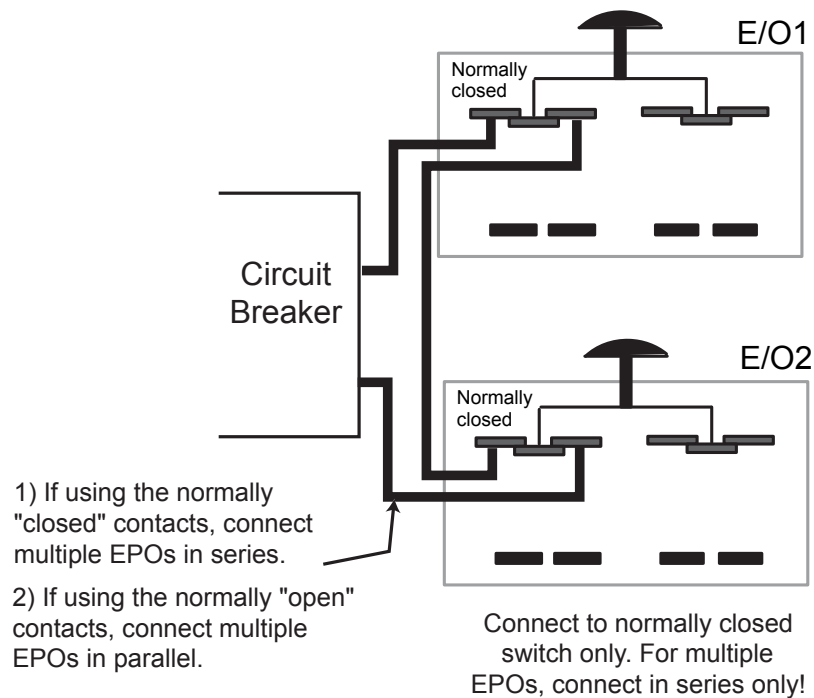 E/O1
Normally
closed
Circuit
Breaker
E/O2
Normally
closed
1) If using the normally
"closed" contacts, connect
multiple EPOs in series.
2) If using the normally "open"
contacts, connect multiple
EPOs in parallel.
Connect to normally closed
switch only. For multiple
EPOs, connect in series only!